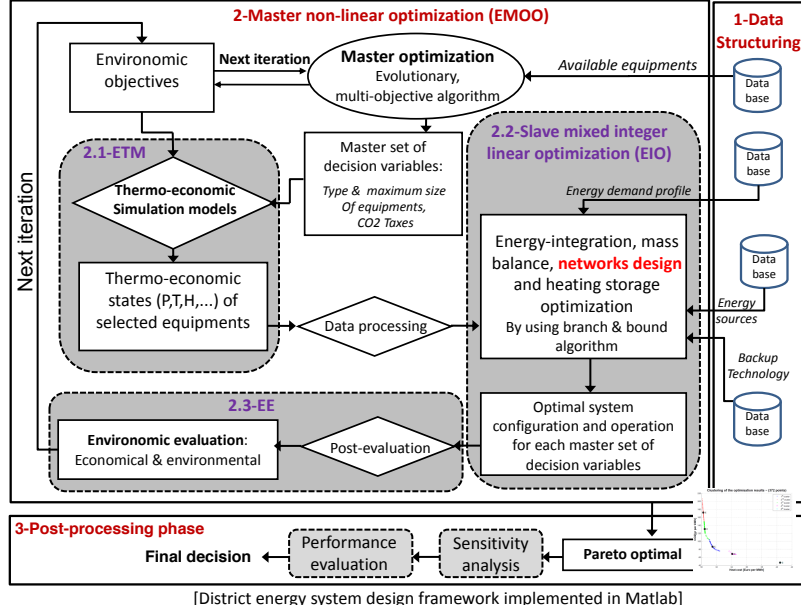 2-Master non-linear optimization (EMOO)
1-Data
Structuring
Environomic
objectives
Next iteration
Master optimization
Evolutionary,
multi-objective algorithm
Available equipments
Data
base
2.1-ETM
Master set of
decision variables:
Type & maximum size
Of equipments,
CO2 Taxes
2.2-Slave mixed integer
linear optimization (EIO)
Data
base
Thermo-economic
Simulation models
Energy demand profile
Next iteration
Energy-integration, mass
balance, networks design
and heating storage
optimization
By using branch & bound
algorithm
Data
base
Energy
sources
Thermo-economic
states (P,T,H,...) of
selected equipments
Data processing
Backup
Technology
2.3-EE
Environomic evaluation:
Economical & environmental
Post-evaluation
Optimal system
configuration and operation
for each master set of
decision variables
Data
base
3-Post-processing phase
Final decision
Performance
evaluation
Sensitivity
analysis
Pareto optimal
[District energy system design framework implemented in Matlab]